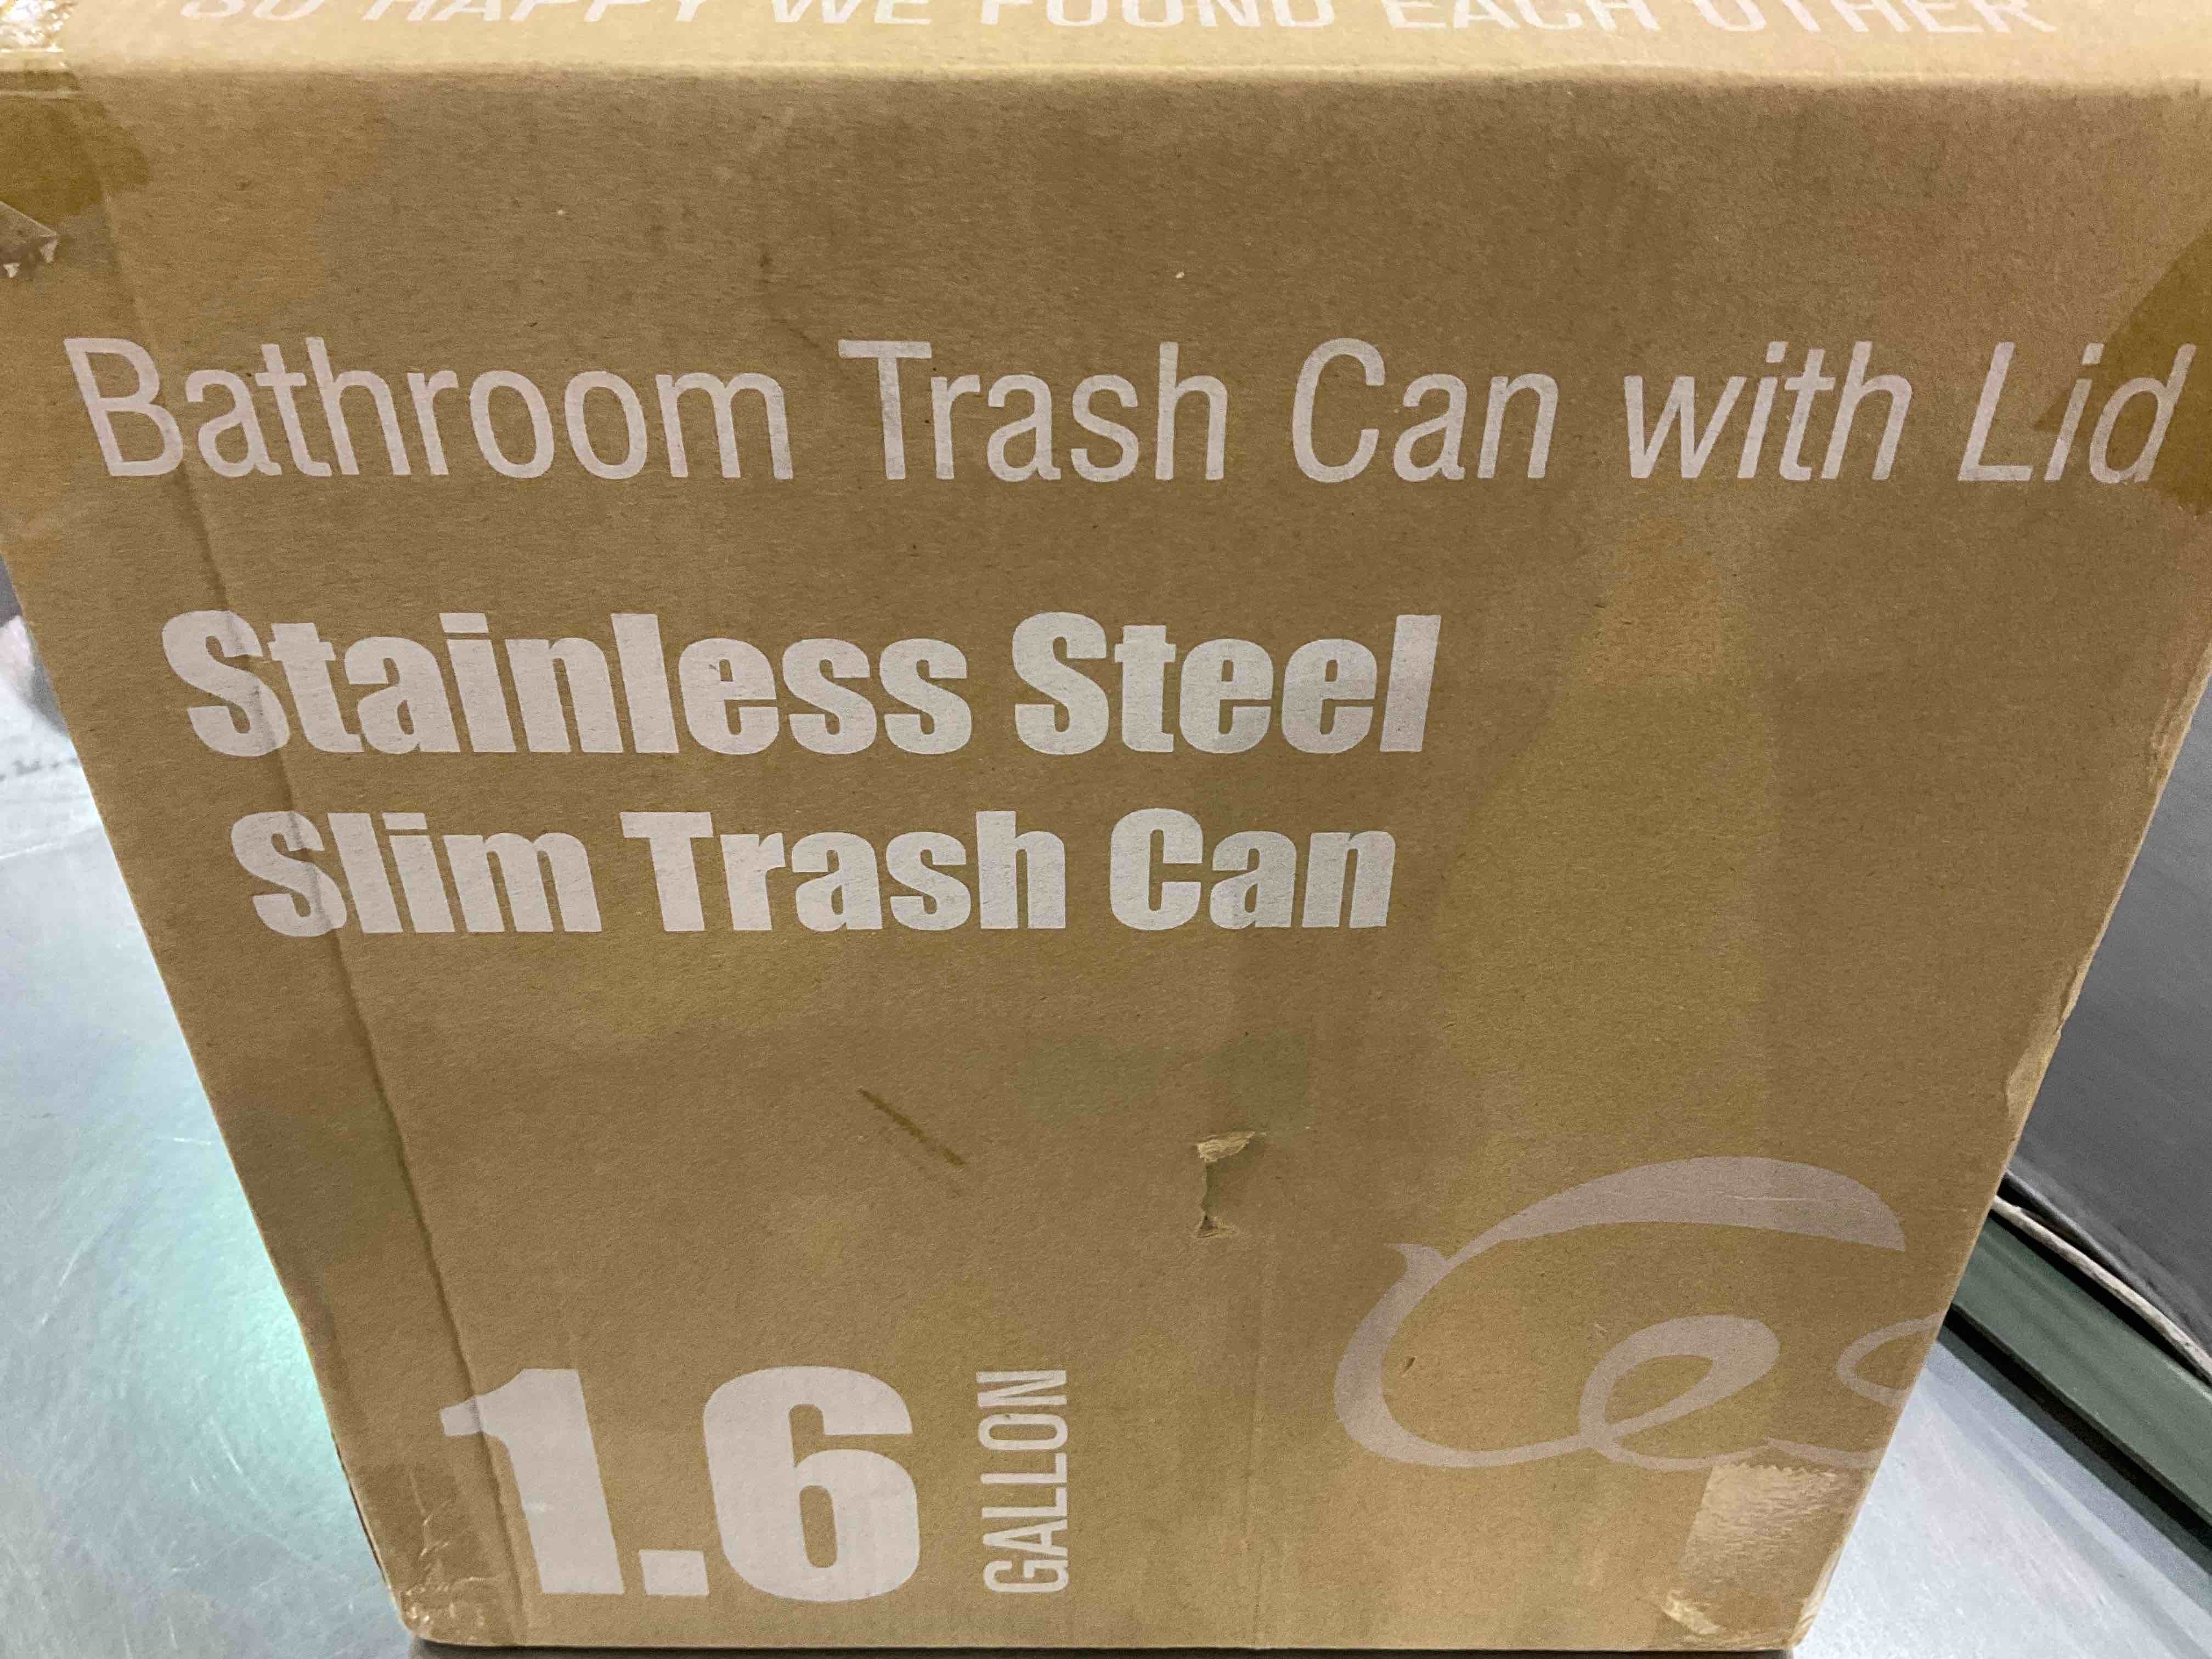 SO HAPPY WE FOUND EACH OTHER
Bathroom Trash Can with Lid
Stainless Steel
Slim Trash Can
1.6
GALLON
Ces